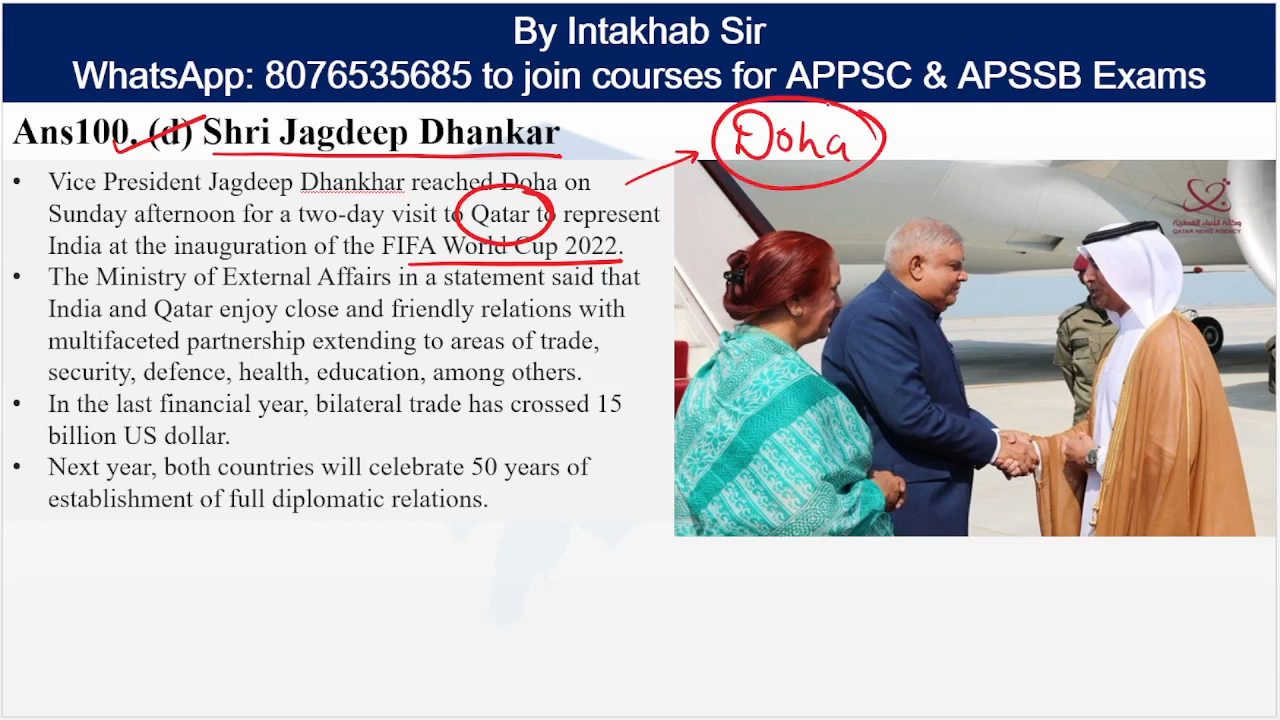 By Intakhab Sir
WhatsApp: 8076535685 to join courses for APPSC & APSSB Exams
Ans100. (d) Shri Jagdeep Dhankar
Doha
• Vice President Jagdeep Dhankhar reached Doha on
Sunday afternoon for a two-day visit to Qatar to represent
India at the inauguration of the FIFA World Cup 2022.
• The Ministry of External Affairs in a statement said that
India and Qatar enjoy close and friendly relations with
multifaceted partnership extending to areas of trade,
security, defence, health, education, among others.
• In the last financial year, bilateral trade has crossed 15
billion US dollar.
• Next year, both countries will celebrate 50 years of
establishment of full diplomatic relations.
وكالة الأنباء القطرية
QATAR NEWS AGENCY